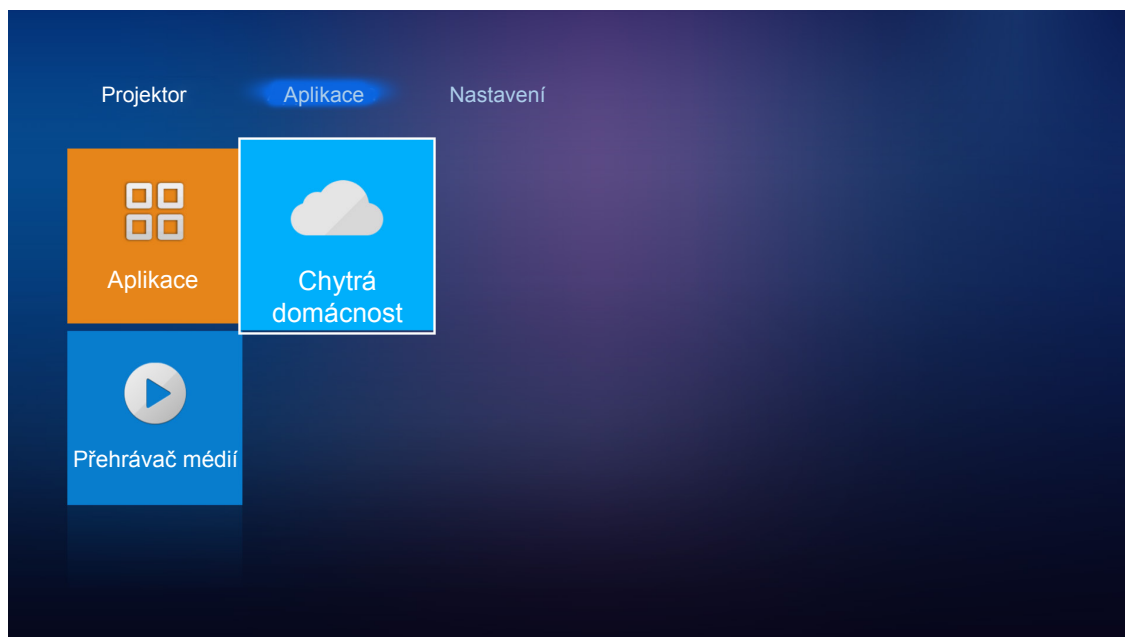 Projektor
Aplikace
Nastavení
Aplikace
Chytrá
domácnost
Přehrávač médií